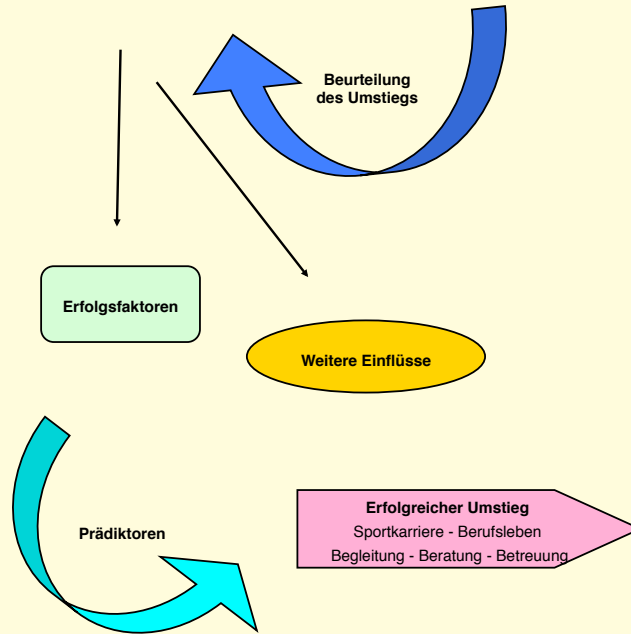 Beurteilung
des Umstiegs
Erfolgsfaktoren
Weitere Einflüsse
Prädiktoren
Erfolgreicher Umstieg
Sportkarriere - Berufsleben
Begleitung - Beratung - Betreuung